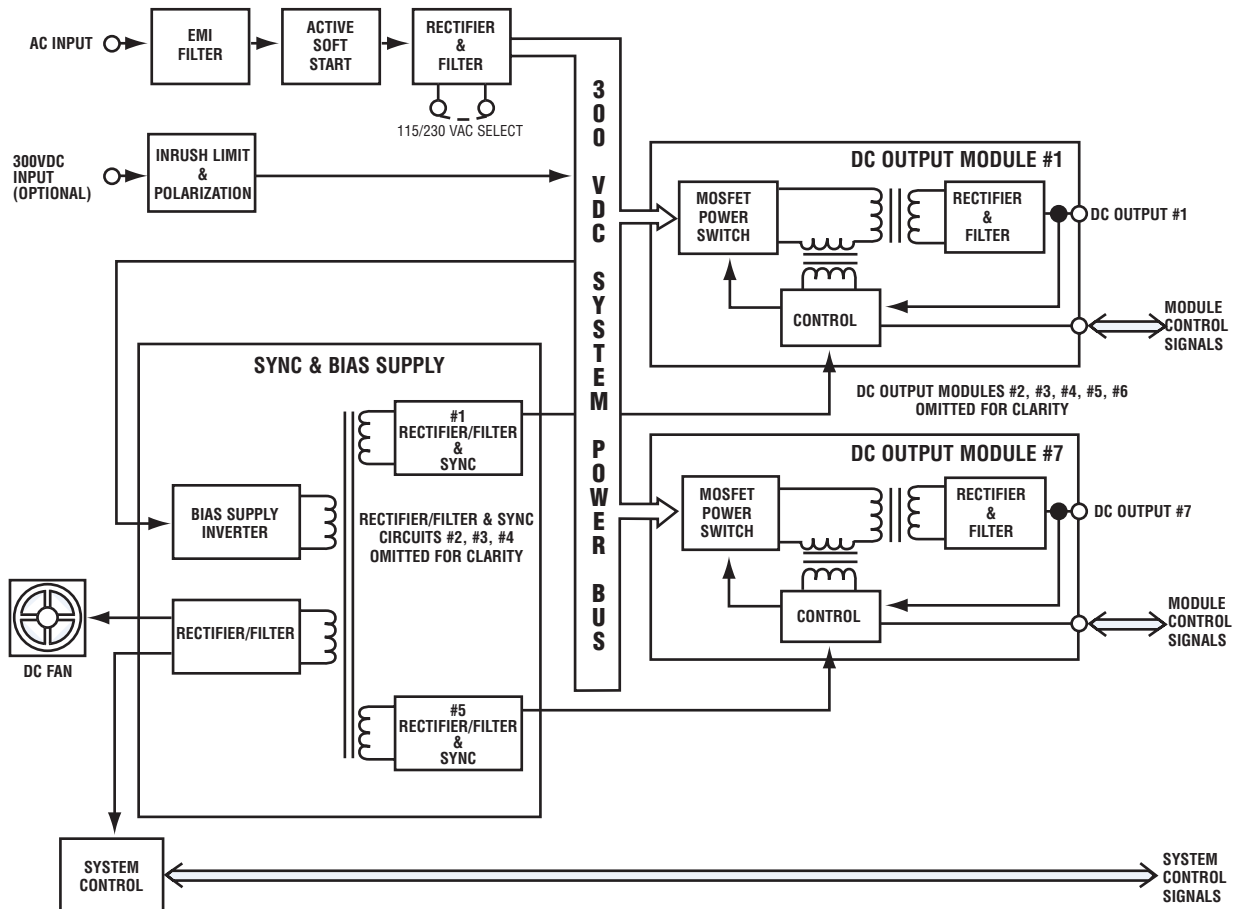 AC INPUT
EMI
FILTER
ACTIVE
SOFT
START
RECTIFIER
&
FILTER
115/230 VAC SELECT
300VDC
INPUT
(OPTIONAL)
INRUSH LIMIT
&
POLARIZATION
300 VDC SYSTEM POWER BUS
DC OUTPUT MODULE #1
MOSFET
POWER
SWITCH
RECTIFIER
&
FILTER
DC OUTPUT #1
CONTROL
MODULE
CONTROL
SIGNALS
DC OUTPUT MODULES #2, #3, #4, #5, #6
OMITTED FOR CLARITY
SYNC & BIAS SUPPLY
#1
RECTIFIER/FILTER
&
SYNC
BIAS SUPPLY
INVERTER
RECTIFIER/FILTER & SYNC
CIRCUITS #2, #3, #4
OMITTED FOR CLARITY
RECTIFIER/FILTER
DC FAN
#5
RECTIFIER/FILTER
&
SYNC
DC OUTPUT MODULE #7
MOSFET
POWER
SWITCH
RECTIFIER
&
FILTER
DC OUTPUT #7
CONTROL
MODULE
CONTROL
SIGNALS
SYSTEM
CONTROL
SYSTEM
CONTROL
SIGNALS